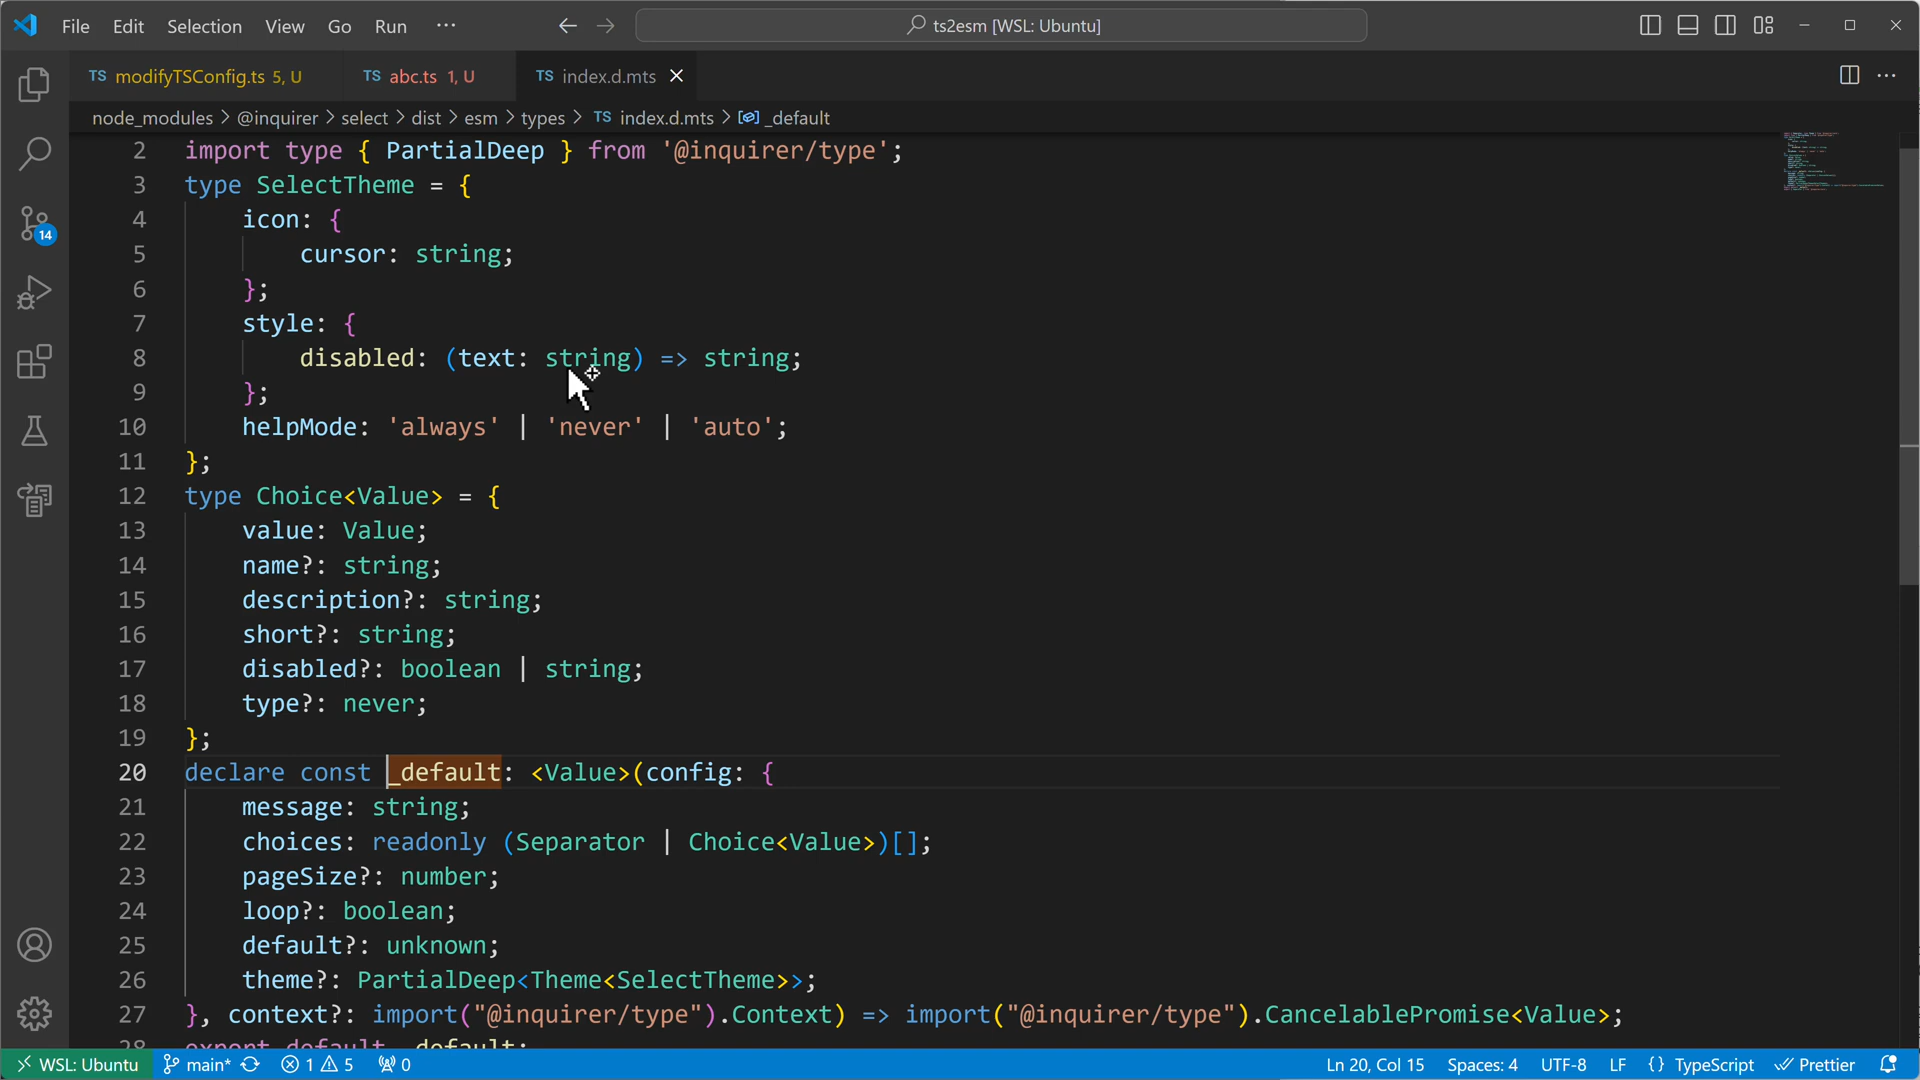 File Edit Selection View Go Run ···
ts2esm [WSL: Ubuntu]
TS modifyTSConfig.ts 5, U
TS abc.ts 1, U
TS index.d.mts
node_modules > @inquirer > select > dist > esm > types > TS index.d.mts > _default
2 import type { PartialDeep } from '@inquirer/type';
3 type SelectTheme = {
4 icon: {
5 cursor: string;
6 };
7 style: {
8 disabled: (text: string) => string;
9 };
10 helpMode: 'always' | 'never' | 'auto';
11 };
12 type Choice<Value> = {
13 value: Value;
14 name?: string;
15 description?: string;
16 short?: string;
17 disabled?: boolean | string;
18 type?: never;
19 };
20 declare const _default: <Value>(config: {
21 message: string;
22 choices: readonly (Separator | Choice<Value>)[];
23 pageSize?: number;
24 loop?: boolean;
25 default?: unknown;
26 theme?: PartialDeep<Theme<SelectTheme>>;
27 }, context?: import("@inquirer/type").Context) => import("@inquirer/type").CancelablePromise<Value>;
28 export default _default;
14
WSL: Ubuntu main* 1 5 0 Ln 20, Col 15 Spaces: 4 UTF-8 LF {} TypeScript Prettier